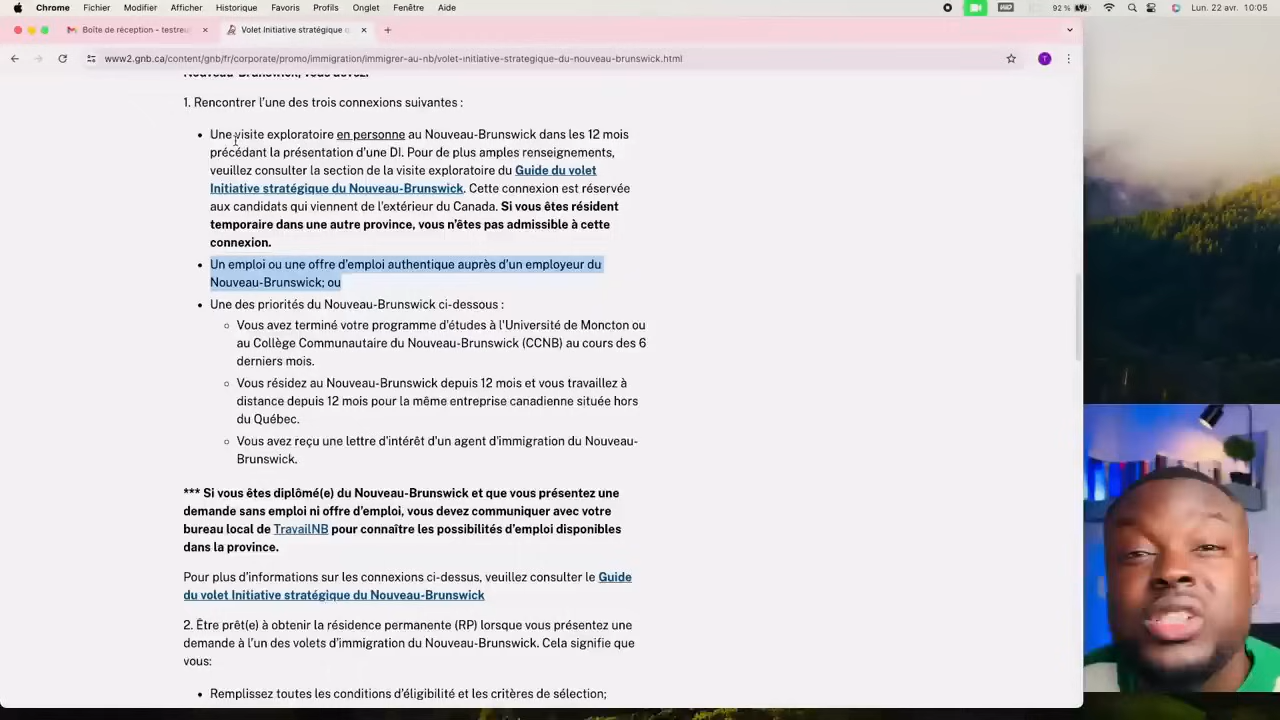 Chrome Fichier Modifier Afficher Historique Favoris Profils Onglet Fenêtre Aide 92 % Lun. 22 avr. 10:05
Boîte de réception - testreu Volet Initiative stratégique d
www2.gnb.ca/content/gnb/fr/corporate/promo/immigration/immigrer-au-nb/volet-initiative-strategique-du-nouveau-brunswick.html T
Nouveau-Brunswick, vous devez:
1. Rencontrer l’une des trois connexions suivantes :
• Une visite exploratoire en personne au Nouveau-Brunswick dans les 12 mois
précédant la présentation d’une DI. Pour de plus amples renseignements,
veuillez consulter la section de la visite exploratoire du Guide du volet
Initiative stratégique du Nouveau-Brunswick. Cette connexion est réservée
aux candidats qui viennent de l’extérieur du Canada. Si vous êtes résident
temporaire dans une autre province, vous n’êtes pas admissible à cette
connexion.
• Un emploi ou une offre d’emploi authentique auprès d’un employeur du
Nouveau-Brunswick; ou
• Une des priorités du Nouveau-Brunswick ci-dessous :
◦ Vous avez terminé votre programme d’études à l’Université de Moncton ou
au Collège Communautaire du Nouveau-Brunswick (CCNB) au cours des 6
derniers mois.
◦ Vous résidez au Nouveau-Brunswick depuis 12 mois et vous travaillez à
distance depuis 12 mois pour la même entreprise canadienne située hors
du Québec.
◦ Vous avez reçu une lettre d’intérêt d’un agent d’immigration du Nouveau-
Brunswick.
*** Si vous êtes diplômé(e) du Nouveau-Brunswick et que vous présentez une
demande sans emploi ni offre d’emploi, vous devez communiquer avec votre
bureau local de TravailNB pour connaître les possibilités d’emploi disponibles
dans la province.
Pour plus d’informations sur les connexions ci-dessus, veuillez consulter le Guide
du volet Initiative stratégique du Nouveau-Brunswick
2. Être prêt(e) à obtenir la résidence permanente (RP) lorsque vous présentez une
demande à l’un des volets d’immigration du Nouveau-Brunswick. Cela signifie que
vous:
• Remplissez toutes les conditions d’éligibilité et les critères de sélection;